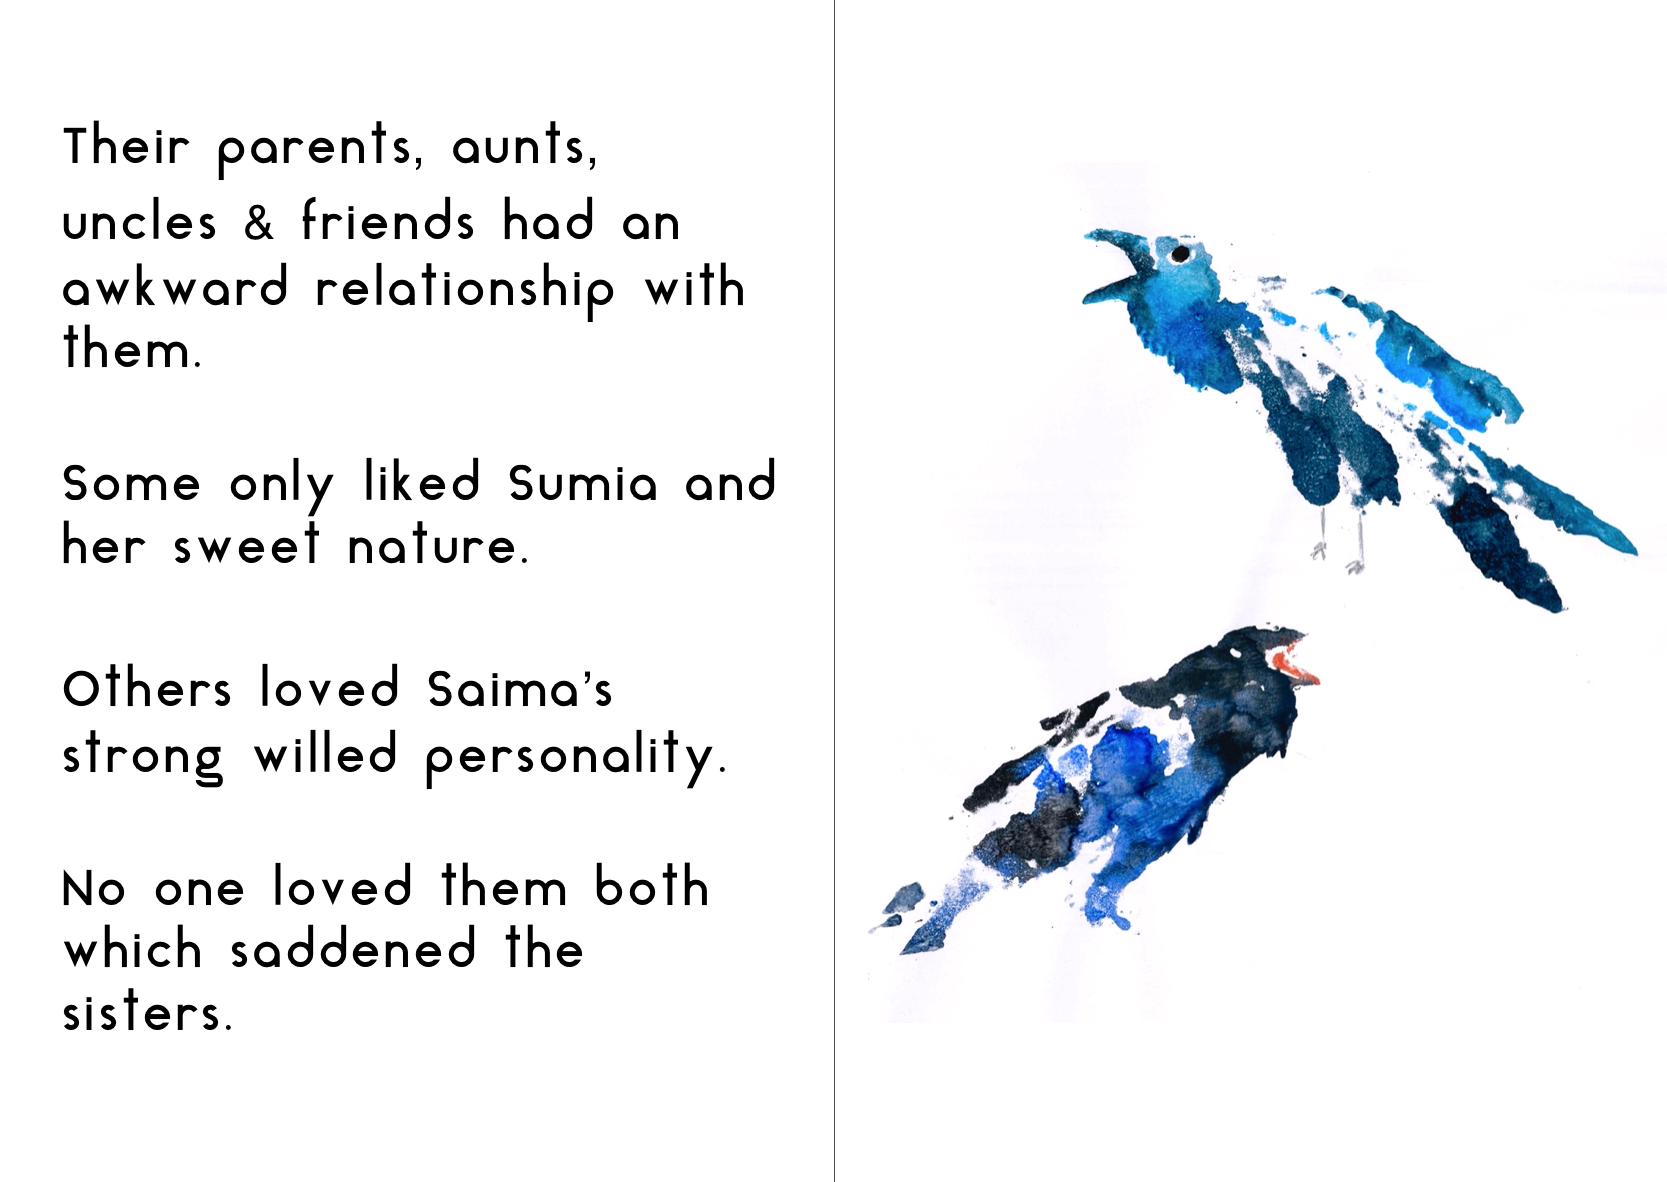 Their parents, aunts,
uncles & friends had an
awkward relationship with
them.
Some only liked Sumia and
her sweet nature.
Others loved Saima's
strong willed personality.
No one loved them both
which saddened the
sisters.